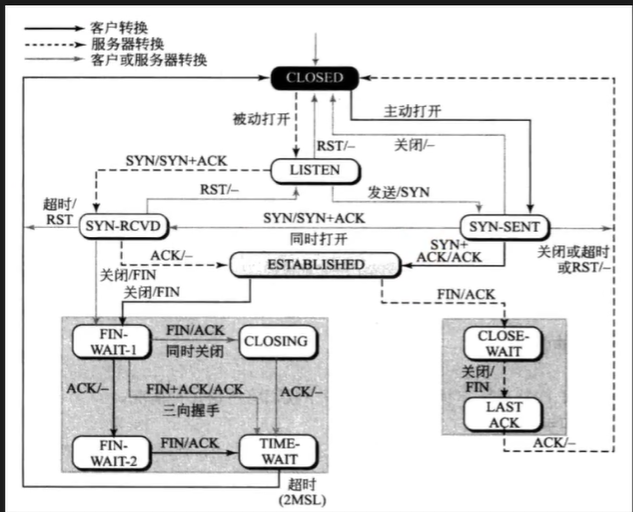 客户转换
服务器转换
客户或服务器转换
CLOSED
主动打开
被动打开
RST/–
关闭/–
SYN/SYN+ACK
LISTEN
RST/–
发送/SYN
超时/
RST
SYN-RCVD
SYN/SYN+ACK
同时打开
SYN-SENT
ACK/–
ESTABLISHED
SYN+
ACK/ACK
关闭或超时
或RST/–
关闭/FIN
关闭/FIN
FIN/ACK
FIN-
WAIT-1
FIN/ACK
同时关闭
CLOSING
CLOSE-
WAIT
ACK/–
FIN+ACK/ACK
三向握手
ACK/–
关闭/
FIN
LAST
ACK
FIN-
WAIT-2
FIN/ACK
TIME-
WAIT
ACK/–
超时
(2MSL)